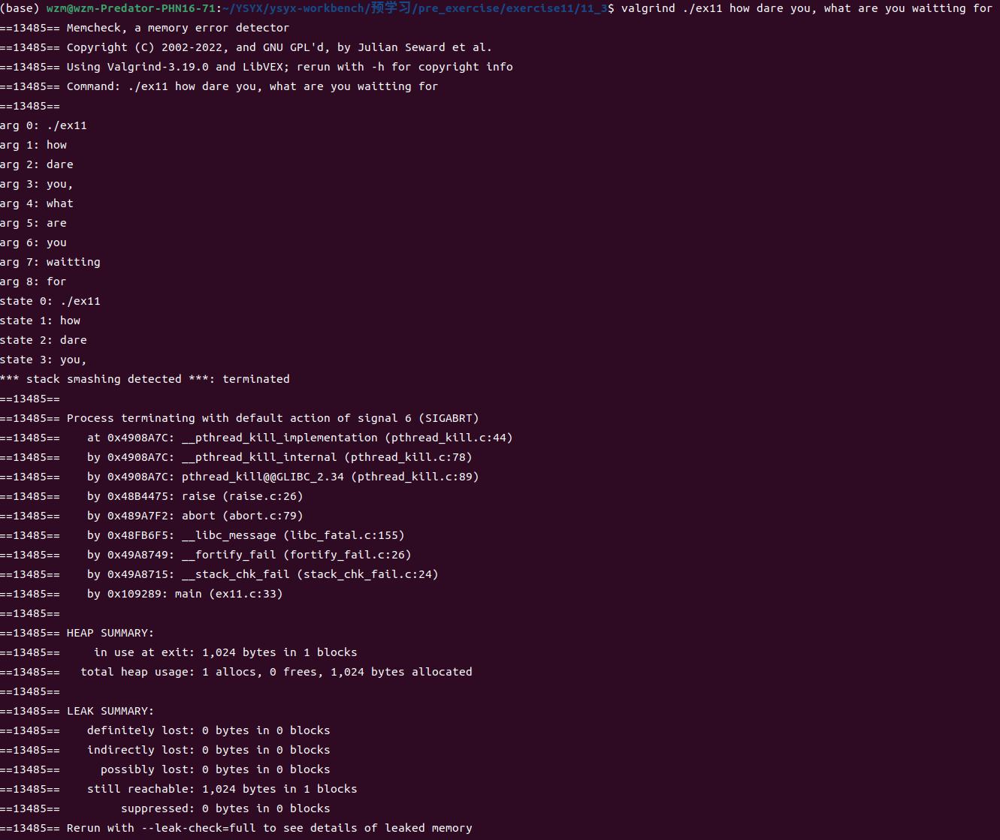 (base) wzm@wzm-Predator-PHN16-71:~/YSYX/ysyx-workbench/预学习/pre_exercise/exercise11/11_3$ valgrind ./ex11 how dare you, what are you waitting for
==13485== Memcheck, a memory error detector
==13485== Copyright (C) 2002-2022, and GNU GPL'd, by Julian Seward et al.
==13485== Using Valgrind-3.19.0 and LibVEX; rerun with -h for copyright info
==13485== Command: ./ex11 how dare you, what are you waitting for
==13485==
arg 0: ./ex11
arg 1: how
arg 2: dare
arg 3: you,
arg 4: what
arg 5: are
arg 6: you
arg 7: waitting
arg 8: for
state 0: ./ex11
state 1: how
state 2: dare
state 3: you,
*** stack smashing detected ***: terminated
==13485==
==13485== Process terminating with default action of signal 6 (SIGABRT)
==13485==    at 0x4908A7C: __pthread_kill_implementation (pthread_kill.c:44)
==13485==    by 0x4908A7C: __pthread_kill_internal (pthread_kill.c:78)
==13485==    by 0x4908A7C: pthread_kill@@GLIBC_2.34 (pthread_kill.c:89)
==13485==    by 0x48B4475: raise (raise.c:26)
==13485==    by 0x489A7F2: abort (abort.c:79)
==13485==    by 0x48FB6F5: __libc_message (libc_fatal.c:155)
==13485==    by 0x49A8749: __fortify_fail (fortify_fail.c:26)
==13485==    by 0x49A8715: __stack_chk_fail (stack_chk_fail.c:24)
==13485==    by 0x109289: main (ex11.c:33)
==13485==
==13485== HEAP SUMMARY:
==13485==     in use at exit: 1,024 bytes in 1 blocks
==13485==   total heap usage: 1 allocs, 0 frees, 1,024 bytes allocated
==13485==
==13485== LEAK SUMMARY:
==13485==    definitely lost: 0 bytes in 0 blocks
==13485==    indirectly lost: 0 bytes in 0 blocks
==13485==      possibly lost: 0 bytes in 0 blocks
==13485==    still reachable: 1,024 bytes in 1 blocks
==13485==         suppressed: 0 bytes in 0 blocks
==13485== Rerun with --leak-check=full to see details of leaked memory